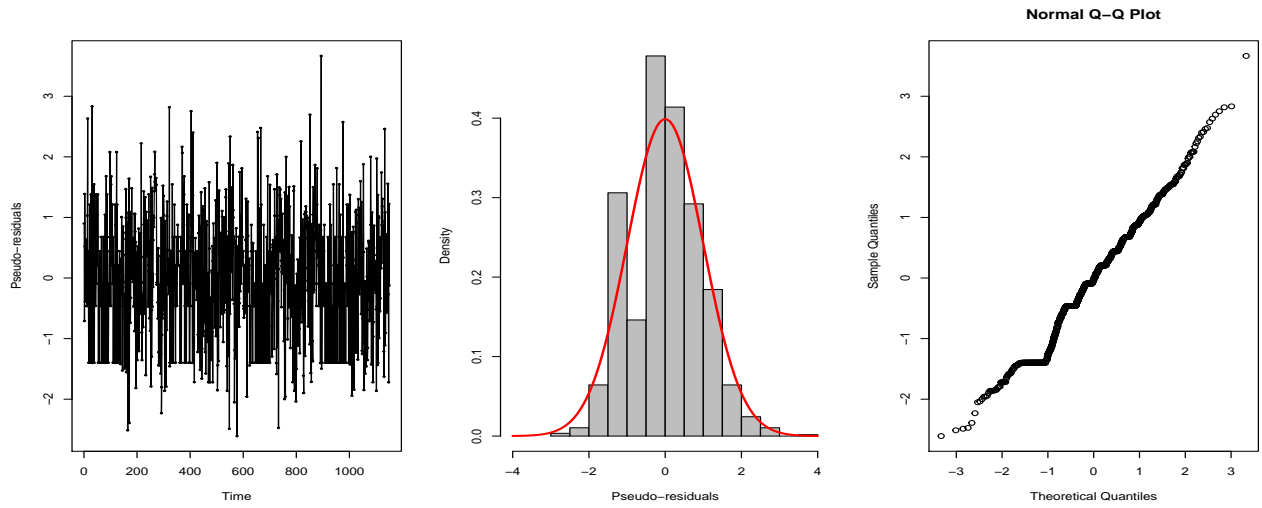 Normal Q−Q Plot
Pseudo−residuals
3
2
1
0
−1
−2
0 200 400 600 800 1000
Time
Density
0.4
0.3
0.2
0.1
0.0
−4 −2 0 2 4
Pseudo−residuals
Sample Quantiles
3
2
1
0
−1
−2
−3 −2 −1 0 1 2 3
Theoretical Quantiles